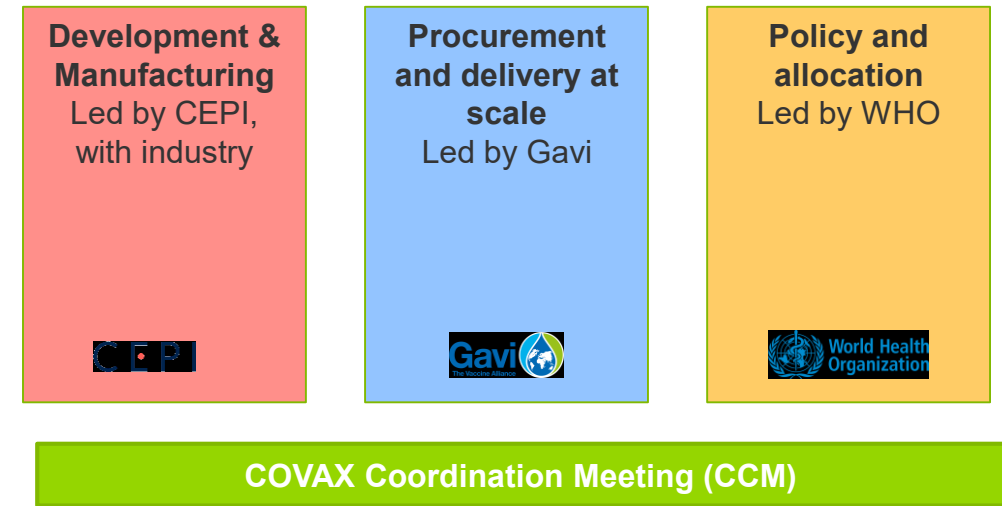 Development &
Manufacturing
Led by CEPI,
with industry
CEPI
Procurement
and delivery at
scale
Led by Gavi
Gavi
The Vaccine Alliance
Policy and
allocation
Led by WHO
World Health
Organization
COVAX Coordination Meeting (CCM)